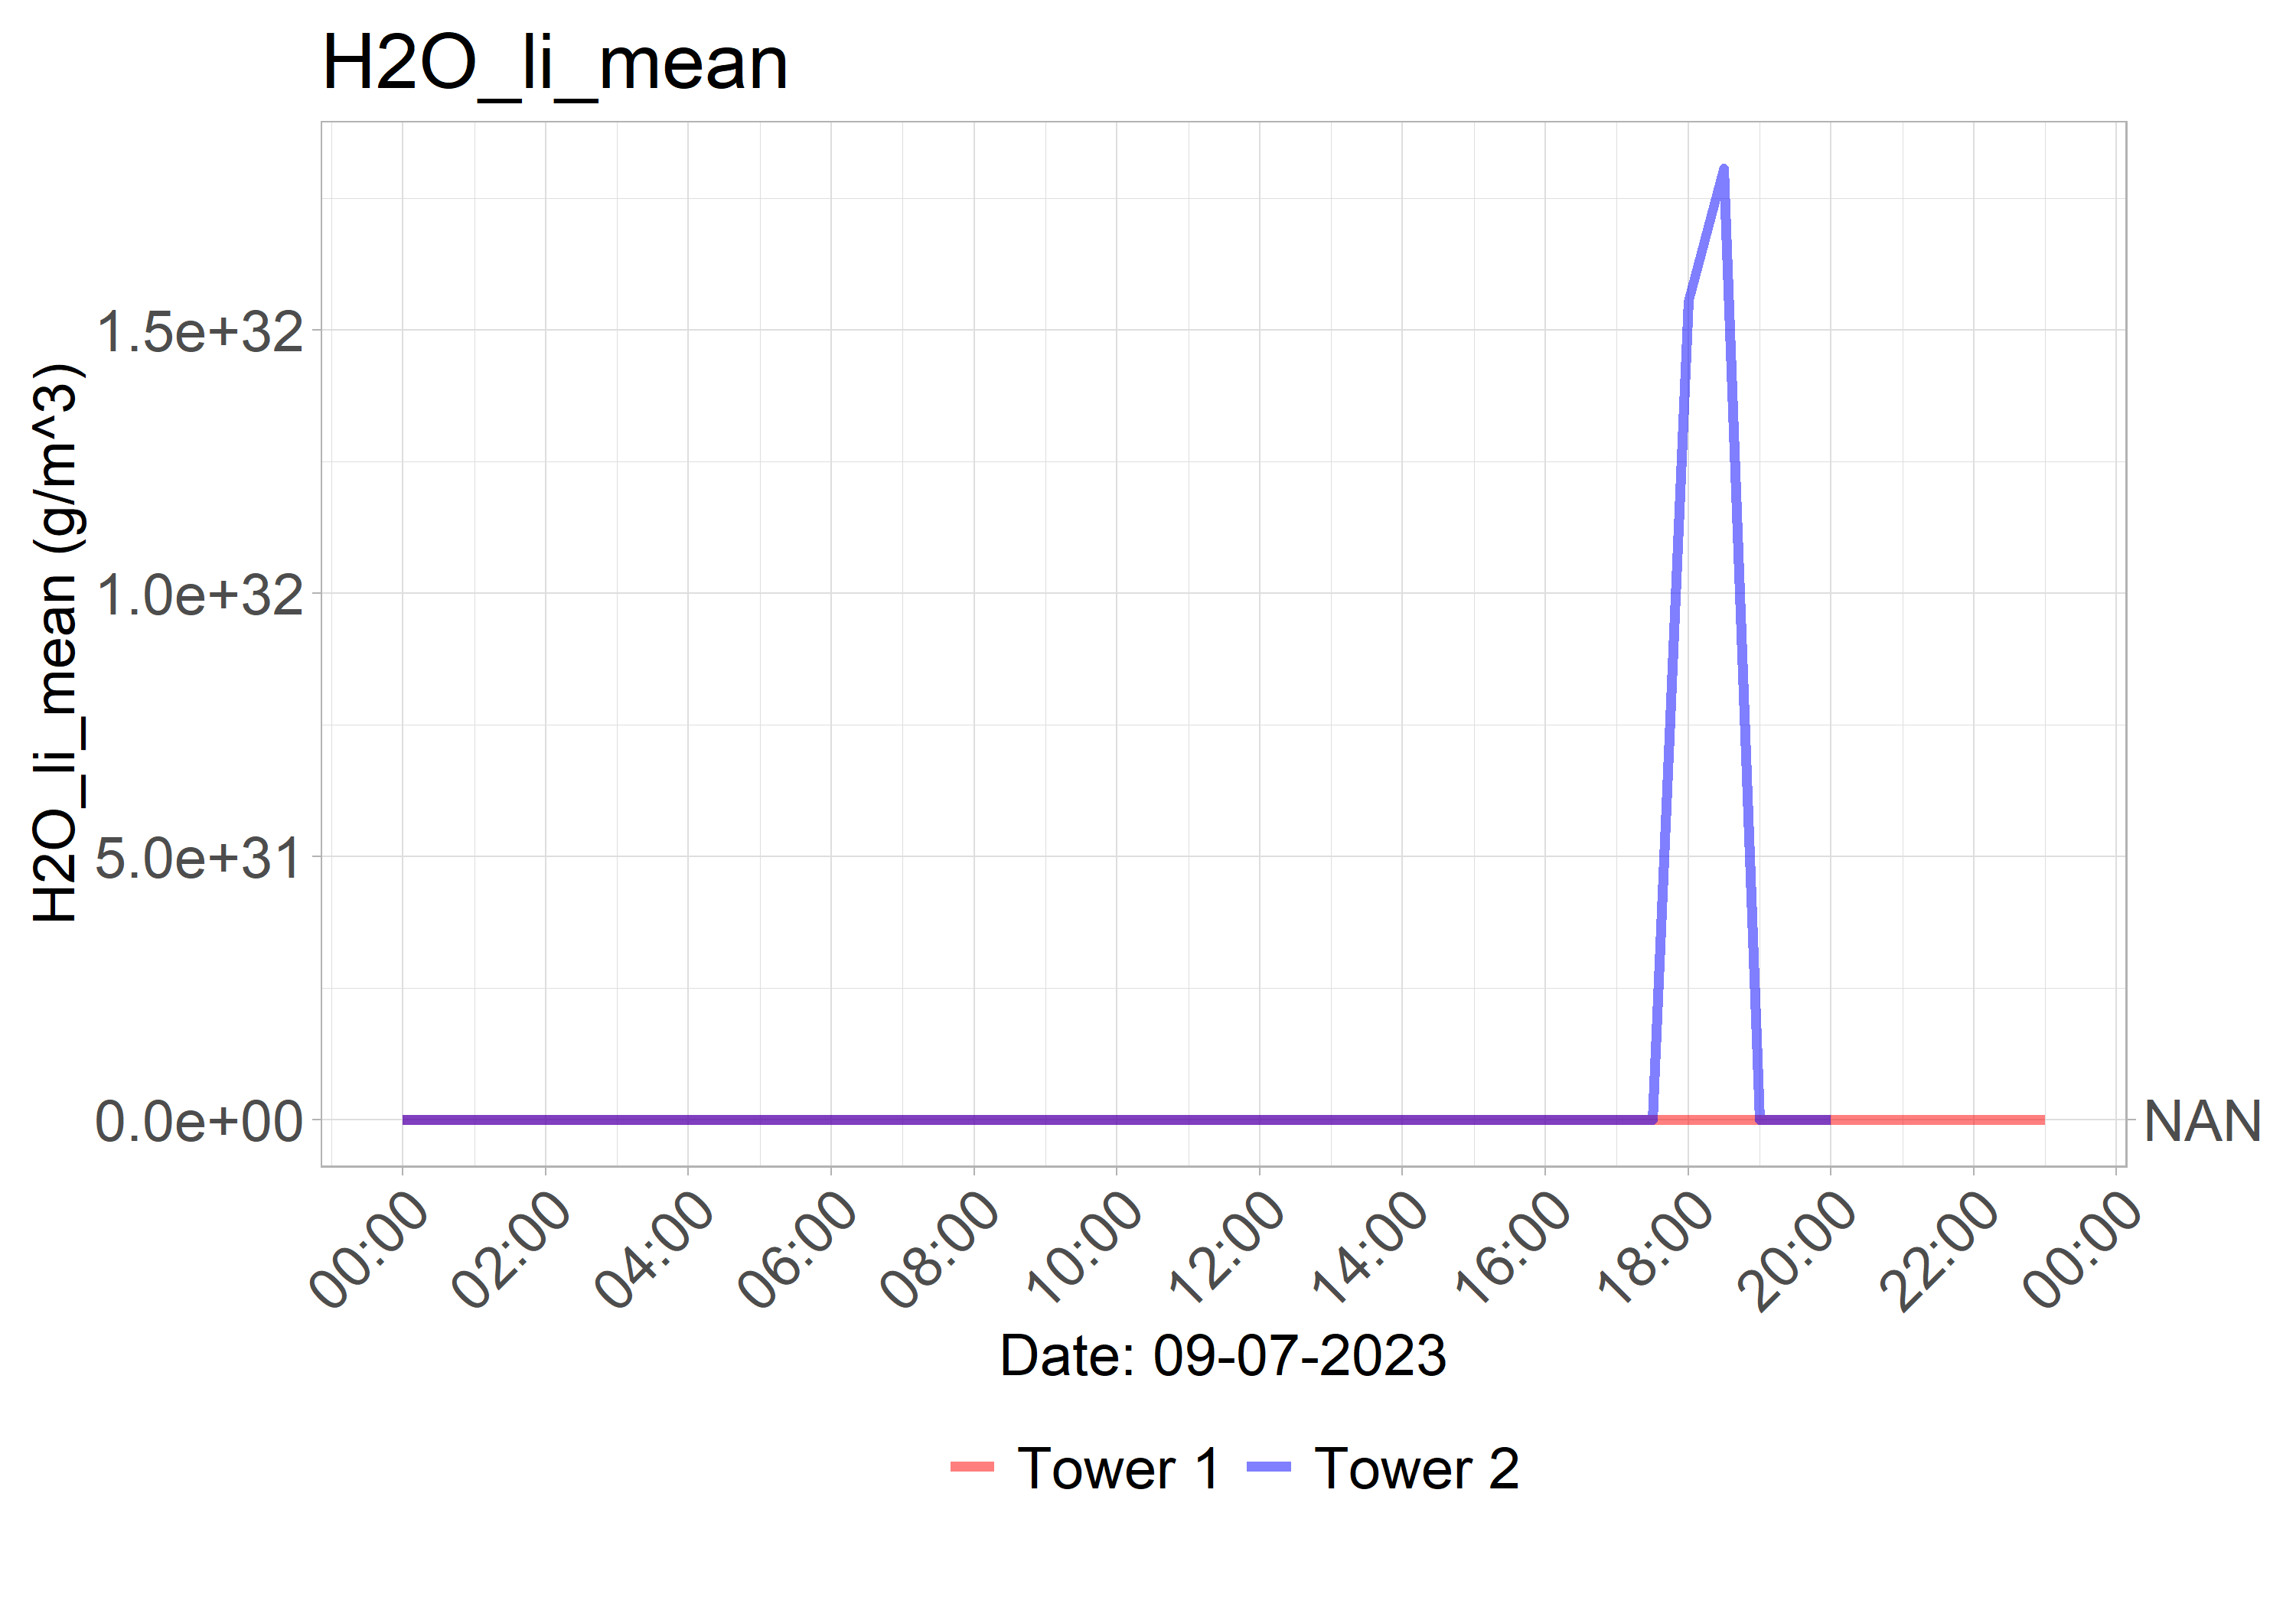 H2O_li_mean
H2O_li_mean (g/m^3)
1.5e+32
1.0e+32
5.0e+31
0.0e+00
NAN
00:00
02:00
04:00
06:00
08:00
10:00
12:00
14:00
16:00
18:00
20:00
22:00
00:00
Date: 09-07-2023
Tower 1
Tower 2